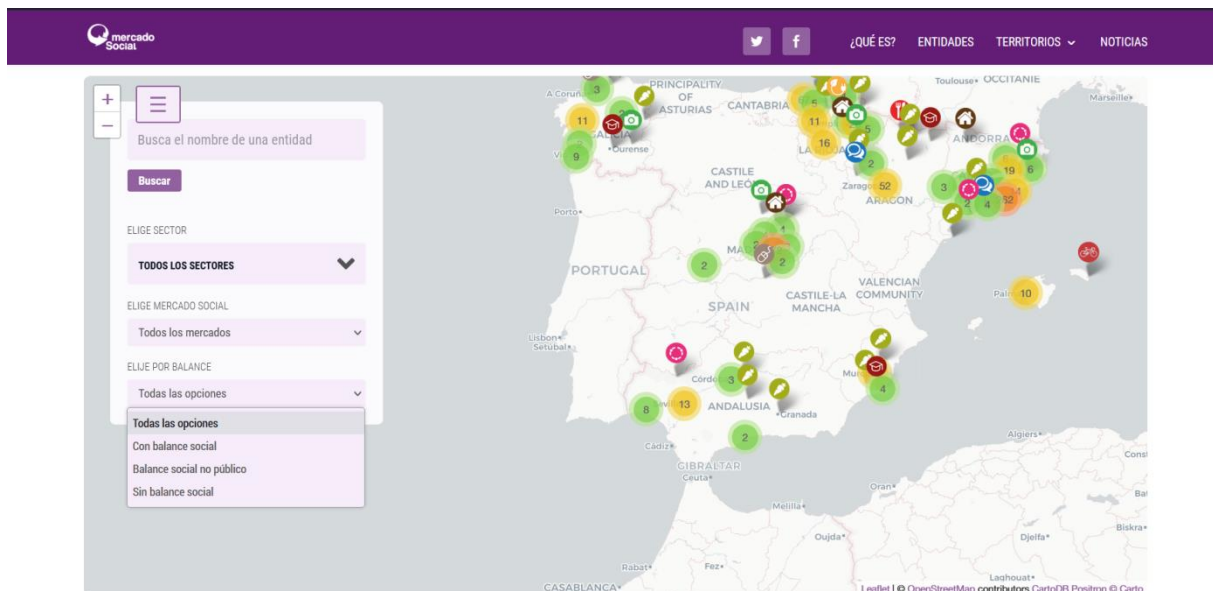 mercado
Social
¿QUÉ ES?
ENTIDADES
TERRITORIOS
NOTICIAS
+
−
Busca el nombre de una entidad
Buscar
ELIGE SECTOR
TODOS LOS SECTORES
ELIGE MERCADO SOCIAL
Todos los mercados
ELIJE POR BALANCE
Todas las opciones
Todas las opciones
Con balance social
Balance social no público
Sin balance social
PRINCIPALITY
OF
ASTURIAS
CANTABRIA
Toulouse
OCCITANIE
Marseille
A Coruñ
3
11
9
Ourense
5
11
16
5
2
52
ANDORRA
19
6
3
2
4
CASTILE
AND LEÓN
Zarago
ARAGON
Porto
PORTUGAL
2
2
SPAIN
CASTILE-LA
MANCHA
VALENCIAN
COMMUNITY
10
Lisbon
Setúbal
Córdo
3
4
8
13
ANDALUSIA
Granada
2
Cádiz
GIBRALTAR
Ceuta
Melilla
Algiers
Const
Oran
Oujda
Djelfa
Biskra
Rabat
Fez
Laghouat
CASABLANCA
Leaflet | © OpenStreetMap contributors CartoDB Positron © Carto